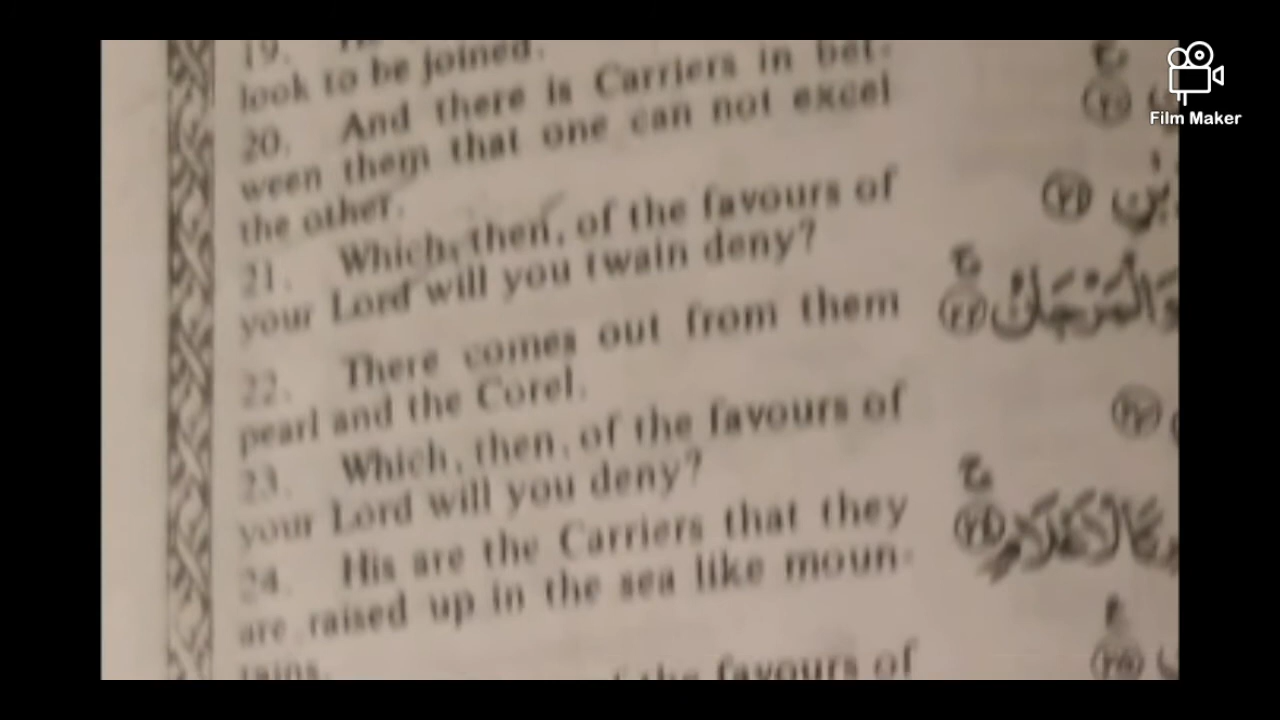 19.
look to be joined.
20. And there is Carriers in bet-
ween them that one can not excel
the other.
21. Which, then, of the favours of
your Lord will you twain deny?
22. There comes out from them
pearl and the Corel.
23. Which, then, of the favours of
your Lord will you deny?
24. His are the Carriers that they
are raised up in the sea like moun-
tains.
the favours of
وَالْمَرْجَانُ ٢٢
Film Maker